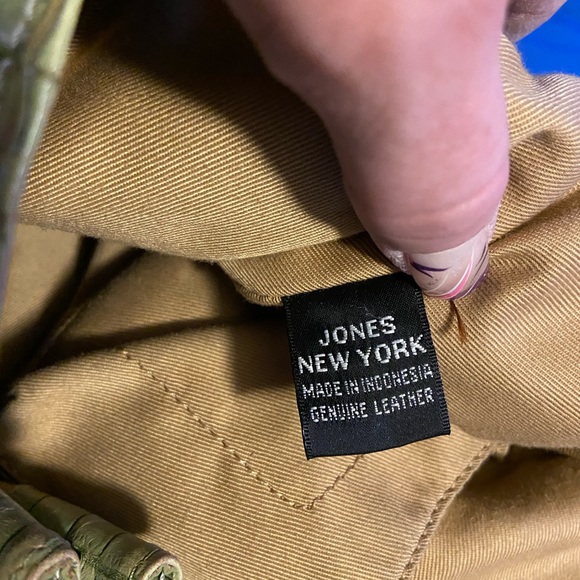 JONES
NEW YORK
MADE IN INDONESIA
GENUINE LEATHER